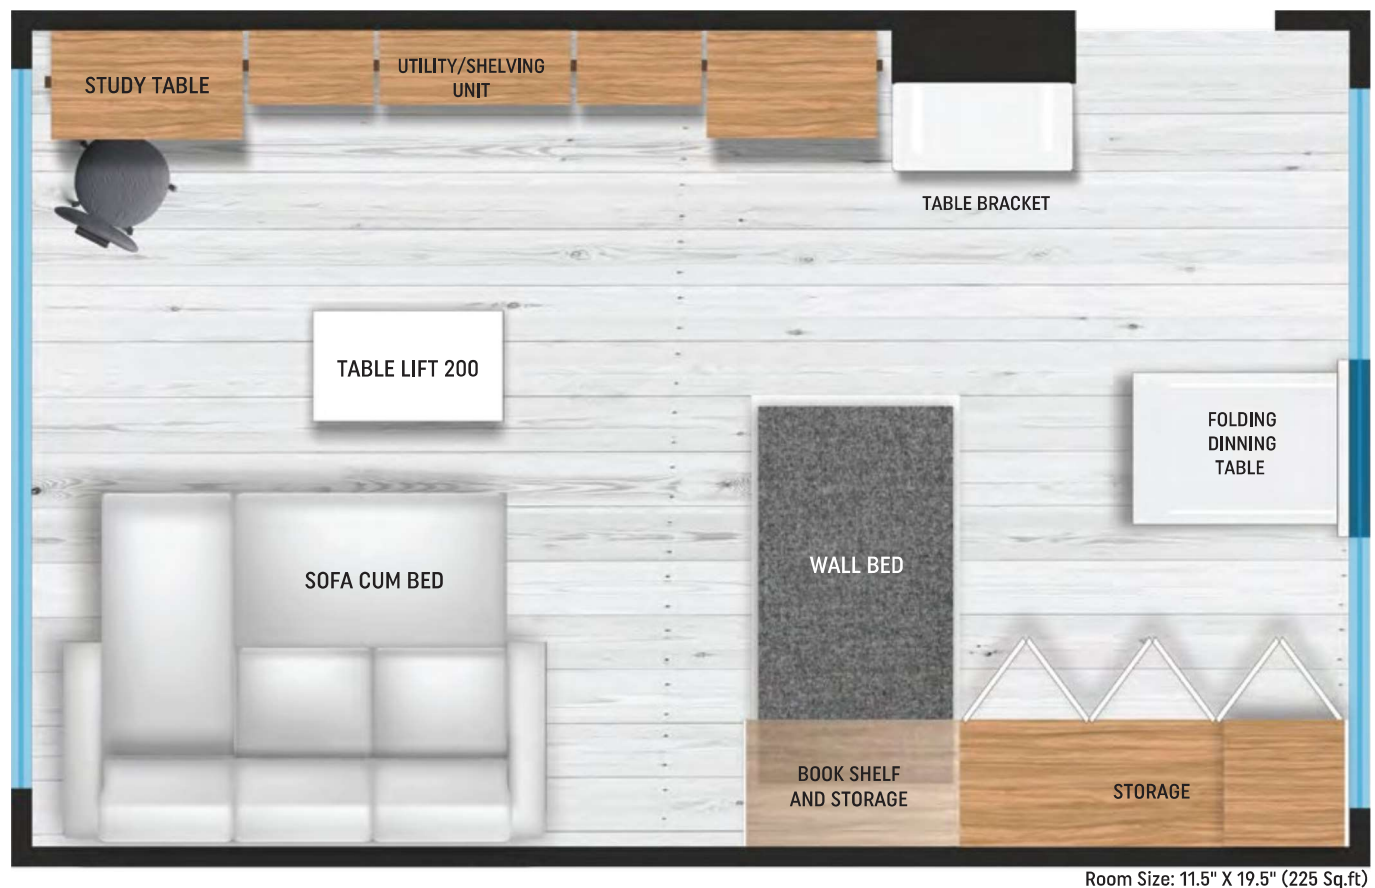 STUDY TABLE
UTILITY/SHELVING
UNIT
TABLE BRACKET
TABLE LIFT 200
FOLDING
DINNING
TABLE
SOFA CUM BED
WALL BED
BOOK SHELF
AND STORAGE
STORAGE
Room Size: 11.5" X 19.5" (225 Sq.ft)